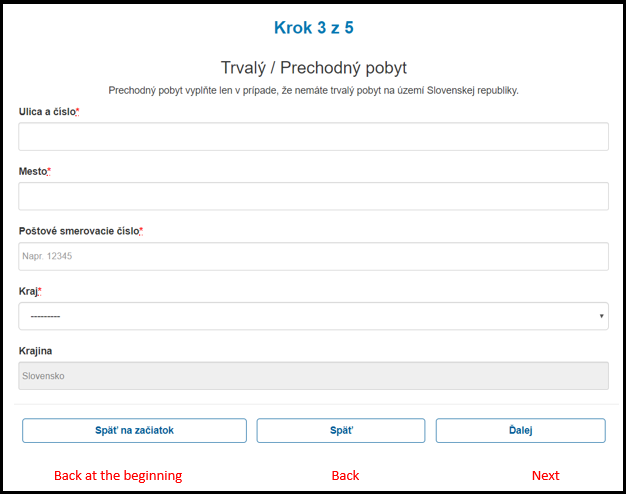 Krok 3 z 5
Trvalý / Prechodný pobyt
Prechodný pobyt vyplňte len v prípade, že nemáte trvalý pobyt na území Slovenskej republiky.
Ulica a číslo*
Mesto*
Poštové smerovacie číslo*
Napr. 12345
Kraj*
---------
Krajina
Slovensko
Späť na začiatok Späť Ďalej
Back at the beginning Back Next